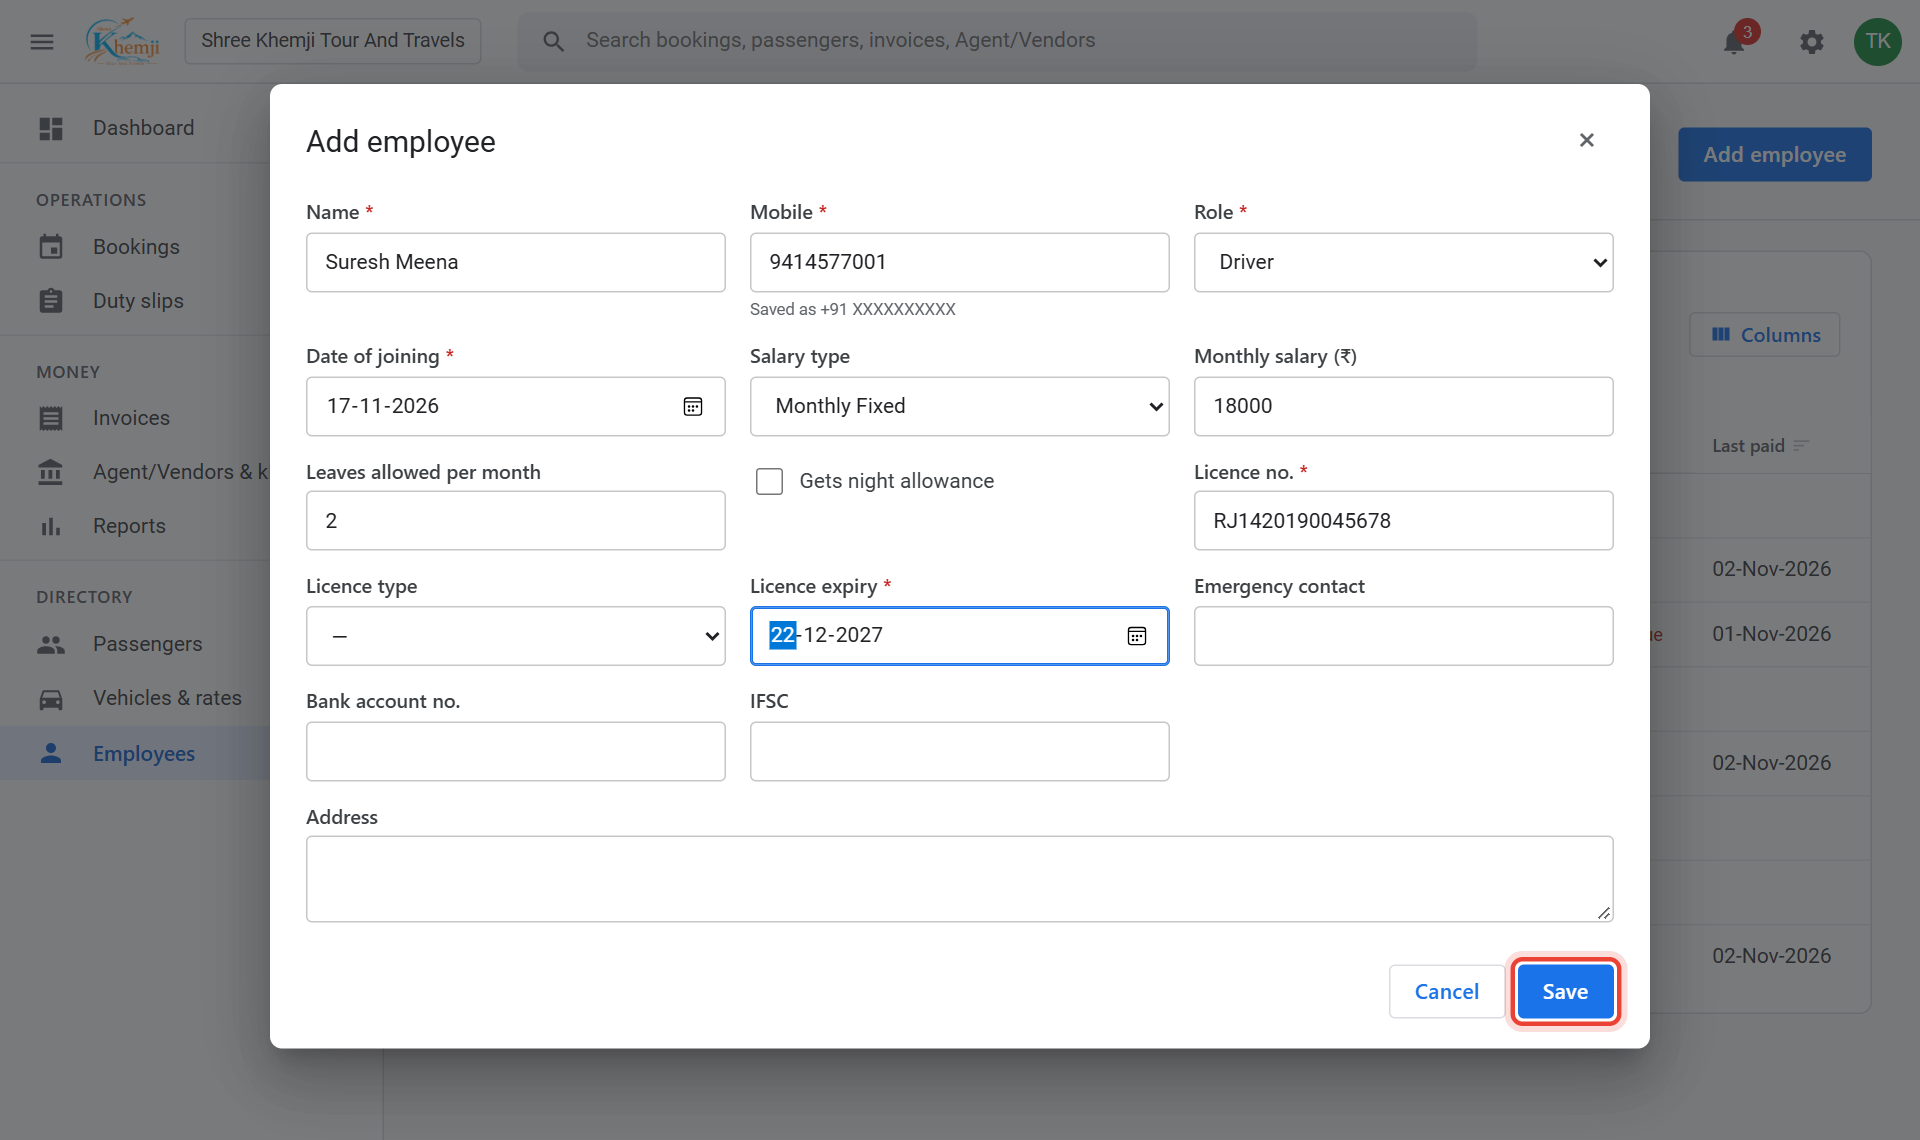 Khemji
Shree Khemji Tour And Travels
Search bookings, passengers, invoices, Agent/Vendors
3
TK
Dashboard
OPERATIONS
Bookings
Duty slips
MONEY
Invoices
Agent/Vendors & k
Reports
DIRECTORY
Passengers
Vehicles & rates
Employees
Add employee
Columns
Last paid
02-Nov-2026
01-Nov-2026
02-Nov-2026
02-Nov-2026
Add employee
Name *
Mobile *
Role *
Suresh Meena
9414577001
Driver
Saved as +91 XXXXXXXXXX
Date of joining *
Salary type
Monthly salary (₹)
17-11-2026
Monthly Fixed
18000
Leaves allowed per month
Gets night allowance
Licence no. *
2
RJ1420190045678
Licence type
Licence expiry *
Emergency contact
—
22-12-2027
Bank account no.
IFSC
Address
Cancel
Save